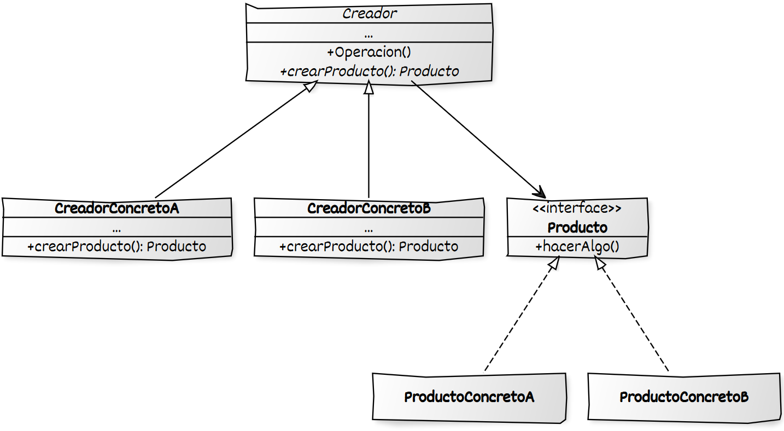 Creador
...
+Operacion()
+crearProducto(): Producto
CreadorConcretoA
...
+crearProducto(): Producto
CreadorConcretoB
...
+crearProducto(): Producto
<<interface>>
Producto
+hacerAlgo()
ProductoConcretoA
ProductoConcretoB